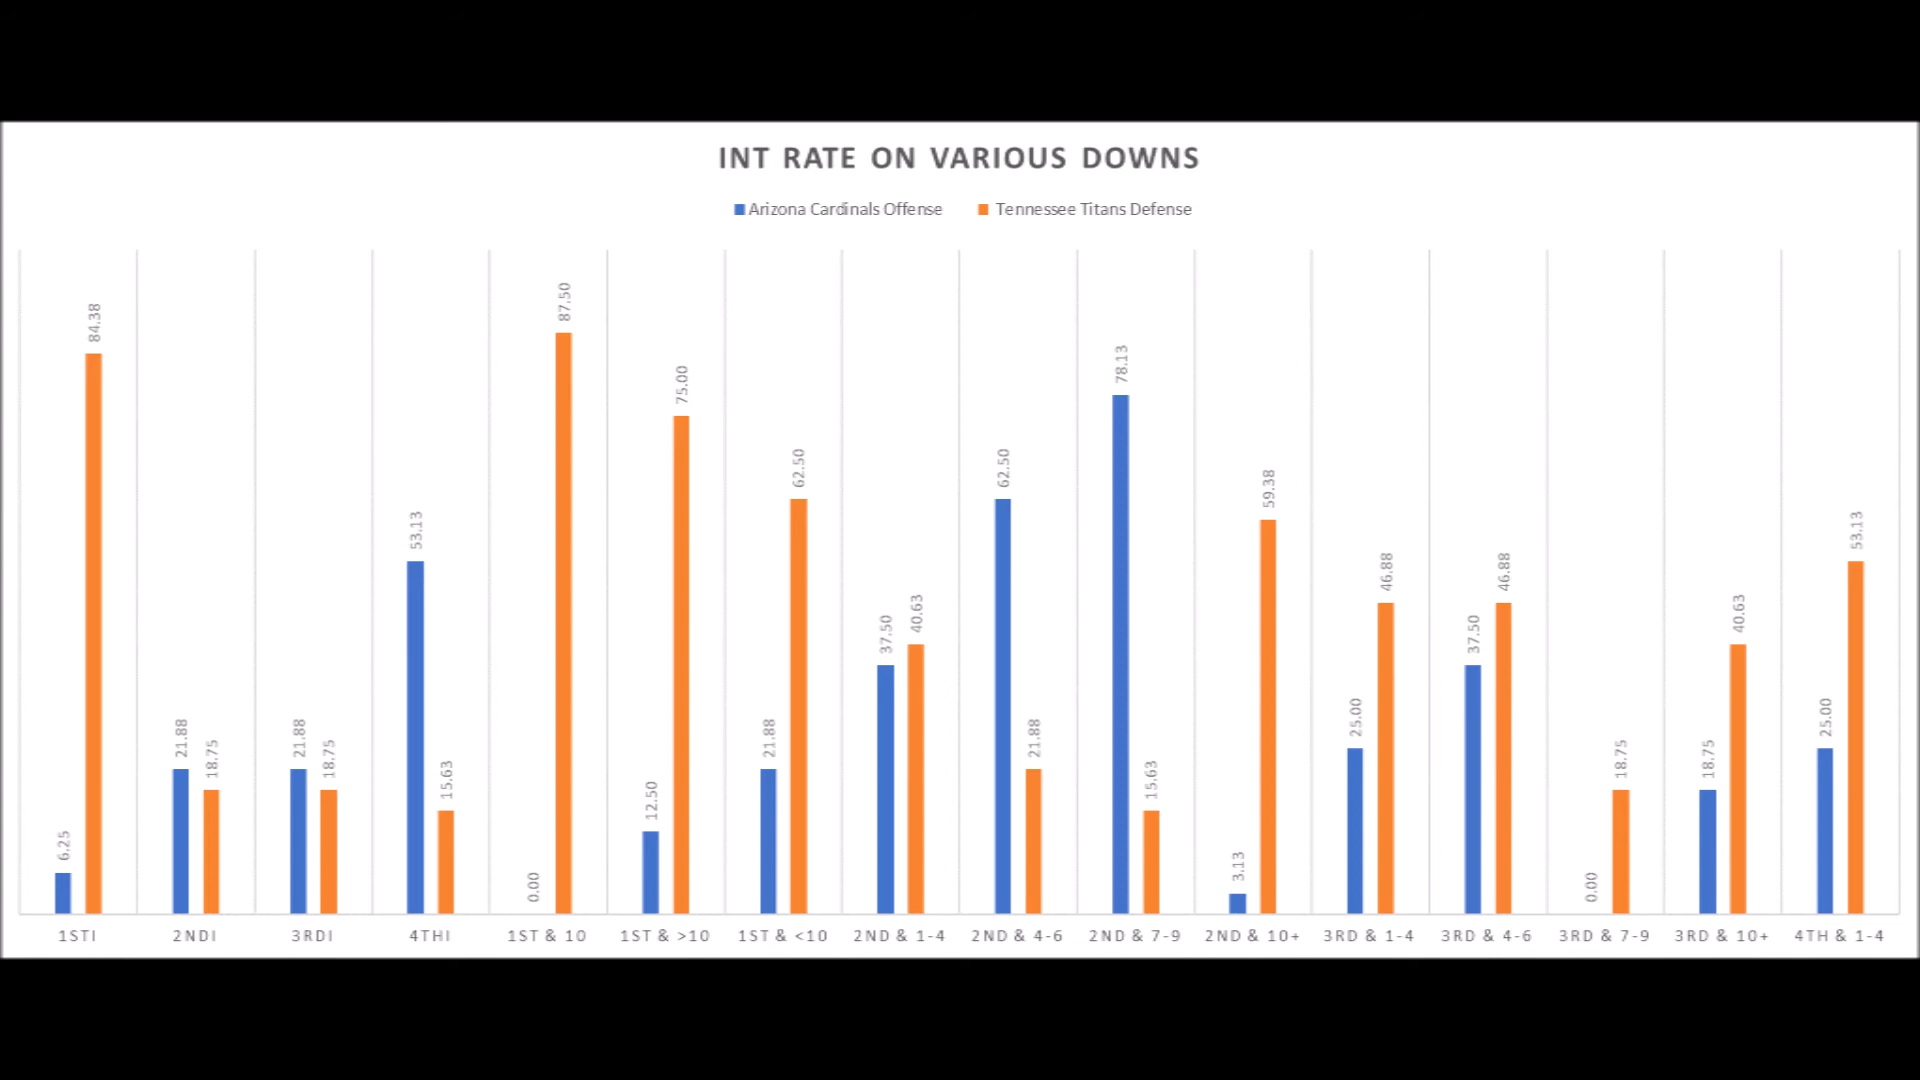 INT RATE ON VARIOUS DOWNS
Arizona Cardinals Offense Tennessee Titans Defense
6.25 84.38 21.88 18.75 21.88 18.75 53.13 15.63 0.00 87.50 12.50 75.00 21.88 62.50 37.50 40.63 62.50 21.88 78.13 15.63 3.13 59.38 25.00 46.88 37.50 46.88 0.00 18.75 18.75 40.63 25.00 53.13
1STI 2NDI 3RDI 4THI 1ST & 10 1ST & >10 1ST & <10 2ND & 1-4 2ND & 4-6 2ND & 7-9 2ND & 10+ 3RD & 1-4 3RD & 4-6 3RD & 7-9 3RD & 10+ 4TH & 1-4